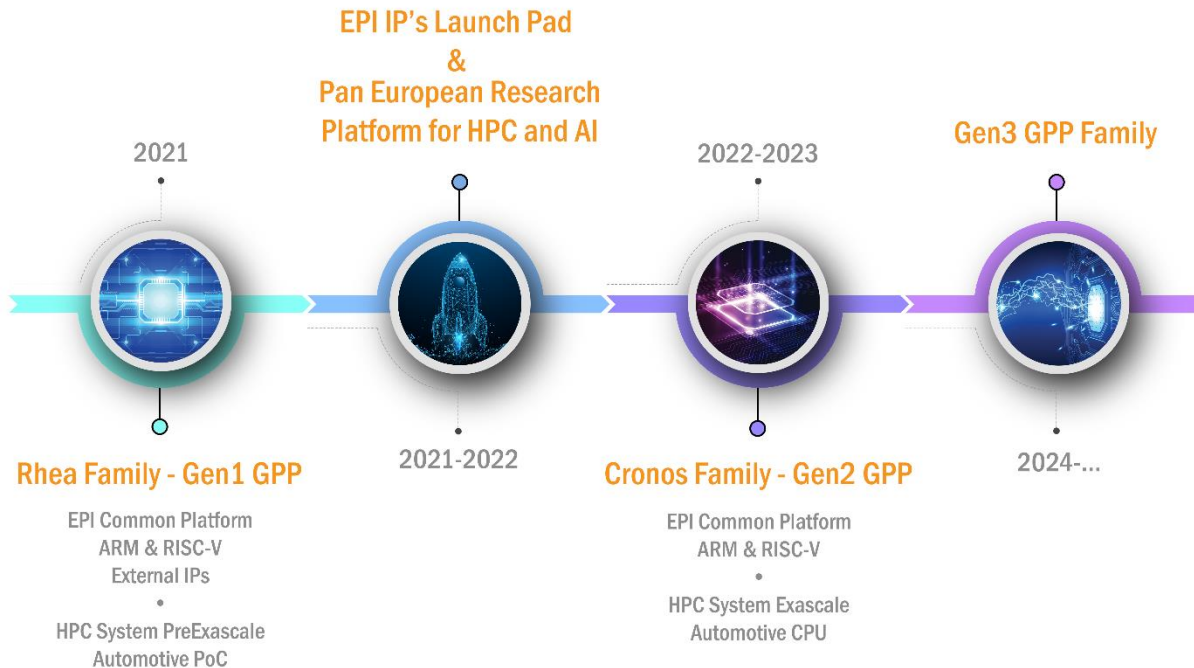 2021
Rhea Family - Gen1 GPP
EPI Common Platform
ARM & RISC-V
External IPs
•
HPC System PreExascale
Automotive PoC
EPI IP's Launch Pad
&
Pan European Research
Platform for HPC and AI
2021-2022
2022-2023
Cronos Family - Gen2 GPP
EPI Common Platform
ARM & RISC-V
•
HPC System Exascale
Automotive CPU
Gen3 GPP Family
2024-...